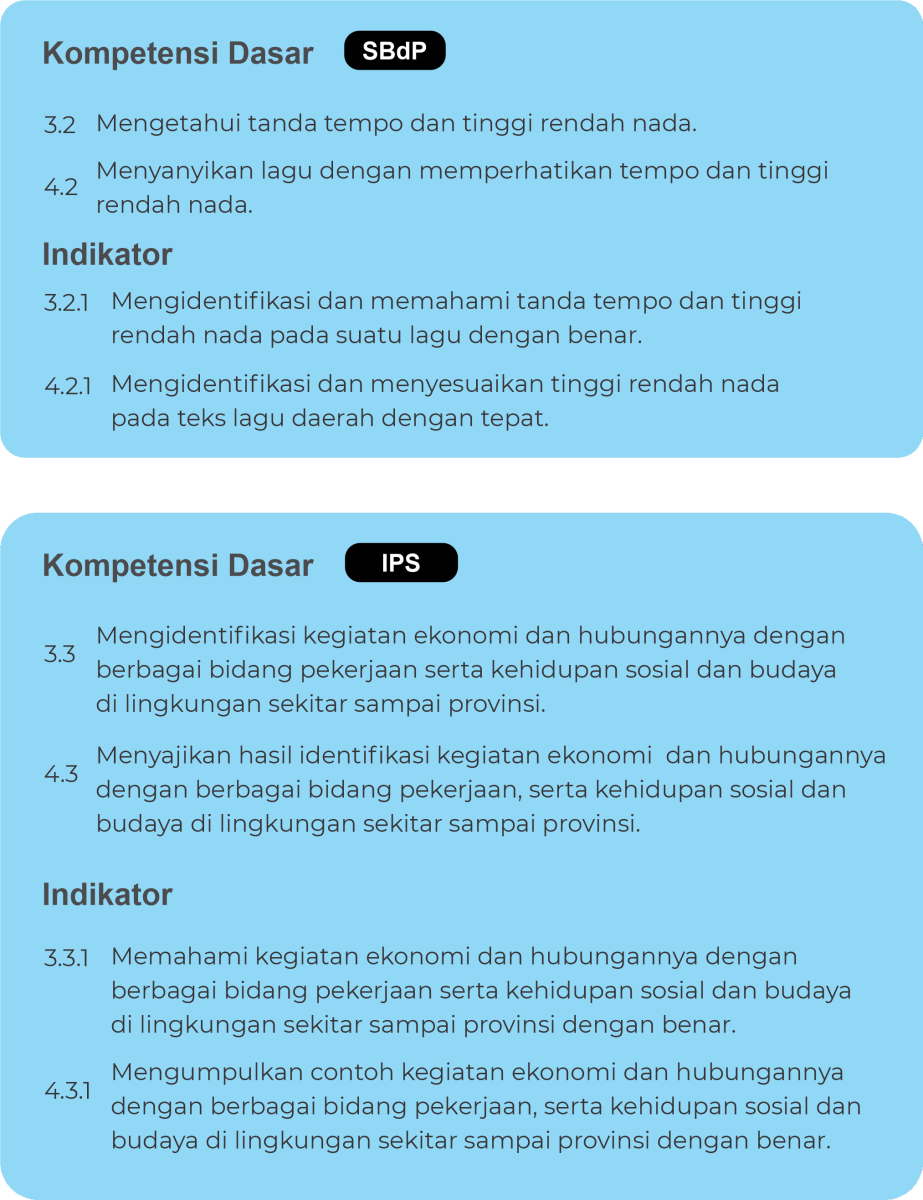 Kompetensi Dasar SBdP
3.2 Mengetahui tanda tempo dan tinggi rendah nada.
4.2 Menyanyikan lagu dengan memperhatikan tempo dan tinggi
rendah nada.
Indikator
3.2.1 Mengidentifikasi dan memahami tanda tempo dan tinggi
rendah nada pada suatu lagu dengan benar.
4.2.1 Mengidentifikasi dan menyesuaikan tinggi rendah nada
pada teks lagu daerah dengan tepat.
Kompetensi Dasar IPS
3.3 Mengidentifikasi kegiatan ekonomi dan hubungannya dengan
berbagai bidang pekerjaan serta kehidupan sosial dan budaya
di lingkungan sekitar sampai provinsi.
4.3 Menyajikan hasil identifikasi kegiatan ekonomi  dan hubungannya
dengan berbagai bidang pekerjaan, serta kehidupan sosial dan
budaya di lingkungan sekitar sampai provinsi.
Indikator
3.3.1 Memahami kegiatan ekonomi dan hubungannya dengan
berbagai bidang pekerjaan serta kehidupan sosial dan budaya
di lingkungan sekitar sampai provinsi dengan benar.
4.3.1 Mengumpulkan contoh kegiatan ekonomi dan hubungannya
dengan berbagai bidang pekerjaan, serta kehidupan sosial dan
budaya di lingkungan sekitar sampai provinsi dengan benar.